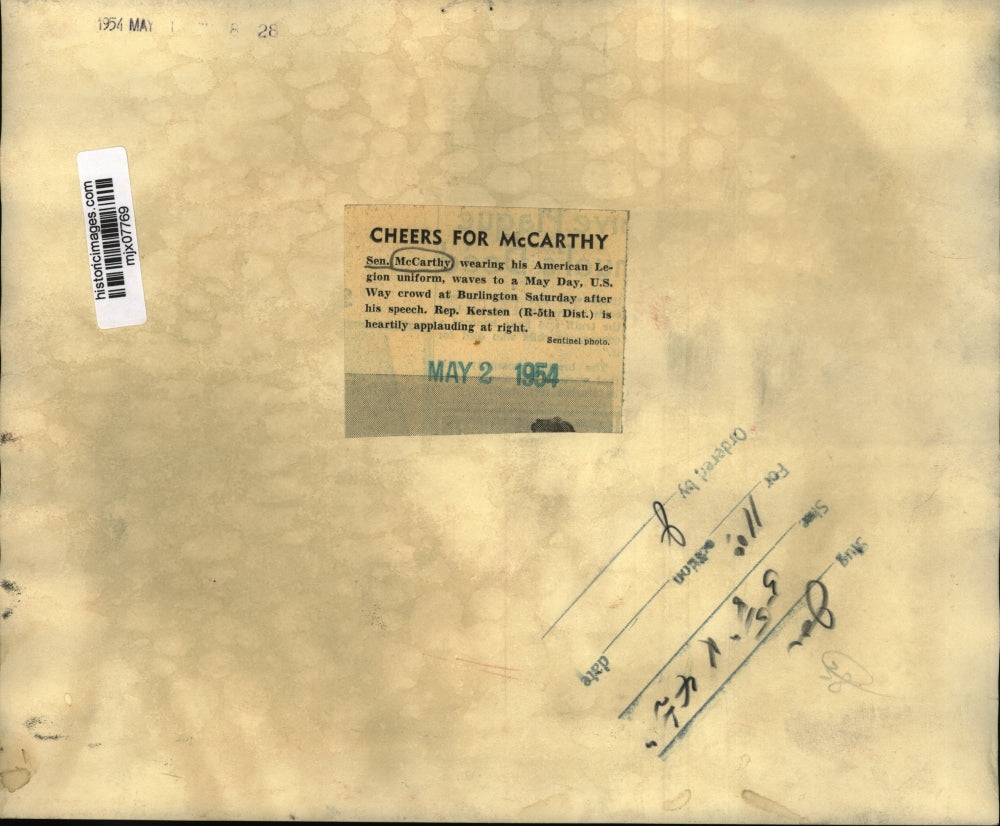 1954 MAY 1 8 28
historicimages.com
mjx07769
CHEERS FOR McCARTHY
Sen. McCarthy, wearing his American Le-
gion uniform, waves to a May Day, U.S.
Way crowd at Burlington Saturday after
his speech. Rep. Kersten (R-5th Dist.) is
heartily applauding at right.
Sentinel photo.
MAY 2 1954
Ordered by
For
date
Slug